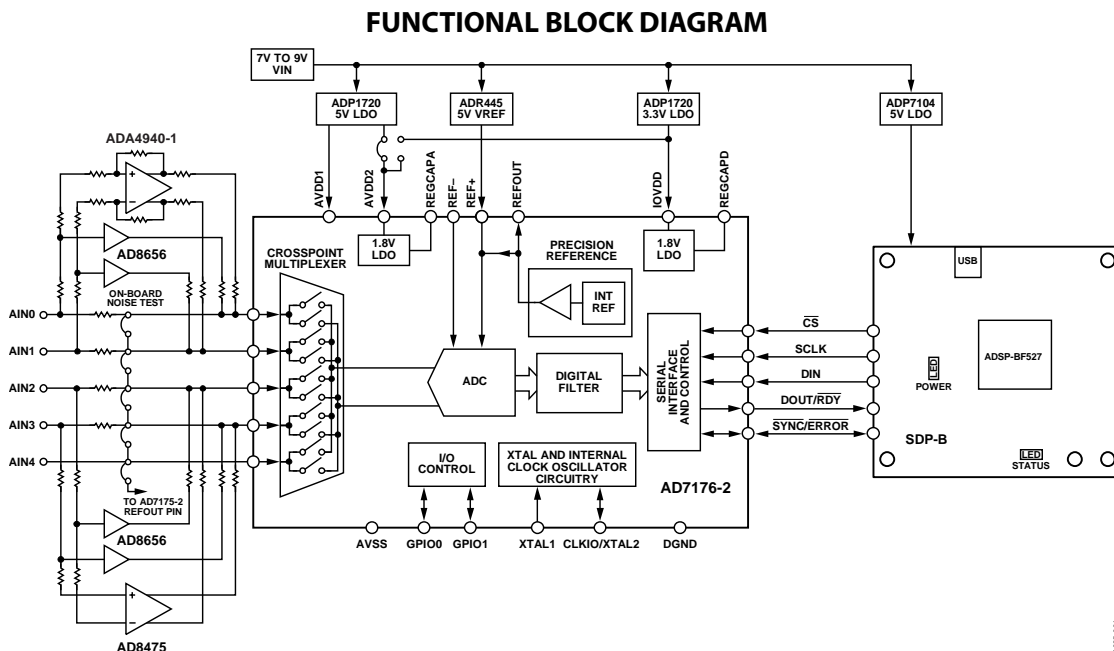 FUNCTIONAL BLOCK DIAGRAM
7V TO 9V
VIN
ADP1720
5V LDO
ADR445
5V VREF
ADP1720
3.3V LDO
ADP7104
5V LDO
ADA4940-1
AVDD1
AVDD2
REGCAPA
REF–
REF+
REFOUT
IOVDD
REGCAPD
1.8V
LDO
1.8V
LDO
CROSSPOINT
MULTIPLEXER
PRECISION
REFERENCE
INT
REF
AD8656
ON-BOARD
NOISE TEST
AIN0
AIN1
AIN2
AIN3
AIN4
ADC
DIGITAL
FILTER
SERIAL
INTERFACE
AND CONTROL
CS
SCLK
DIN
DOUT/RDY
SYNC/ERROR
USB
ADSP-BF527
LED
POWER
SDP-B
LED
STATUS
I/O
CONTROL
XTAL AND INTERNAL
CLOCK OSCILLATOR
CIRCUITRY
AD7176-2
TO AD7175-2
REFOUT PIN
AD8656
AVSS
GPIO0
GPIO1
XTAL1
CLKIO/XTAL2
DGND
AD8475